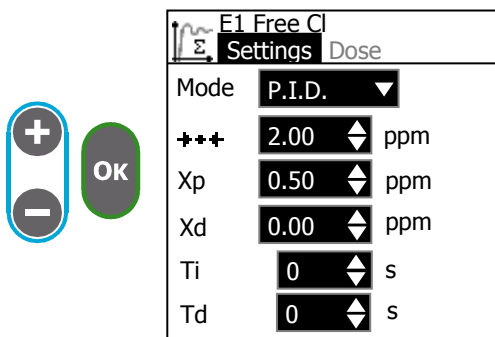 E1 Free Cl
Σ Settings Dose
Mode P.I.D.
2.00 ppm
Xp 0.50 ppm
Xd 0.00 ppm
Ti 0 s
Td 0 s
+
OK
−